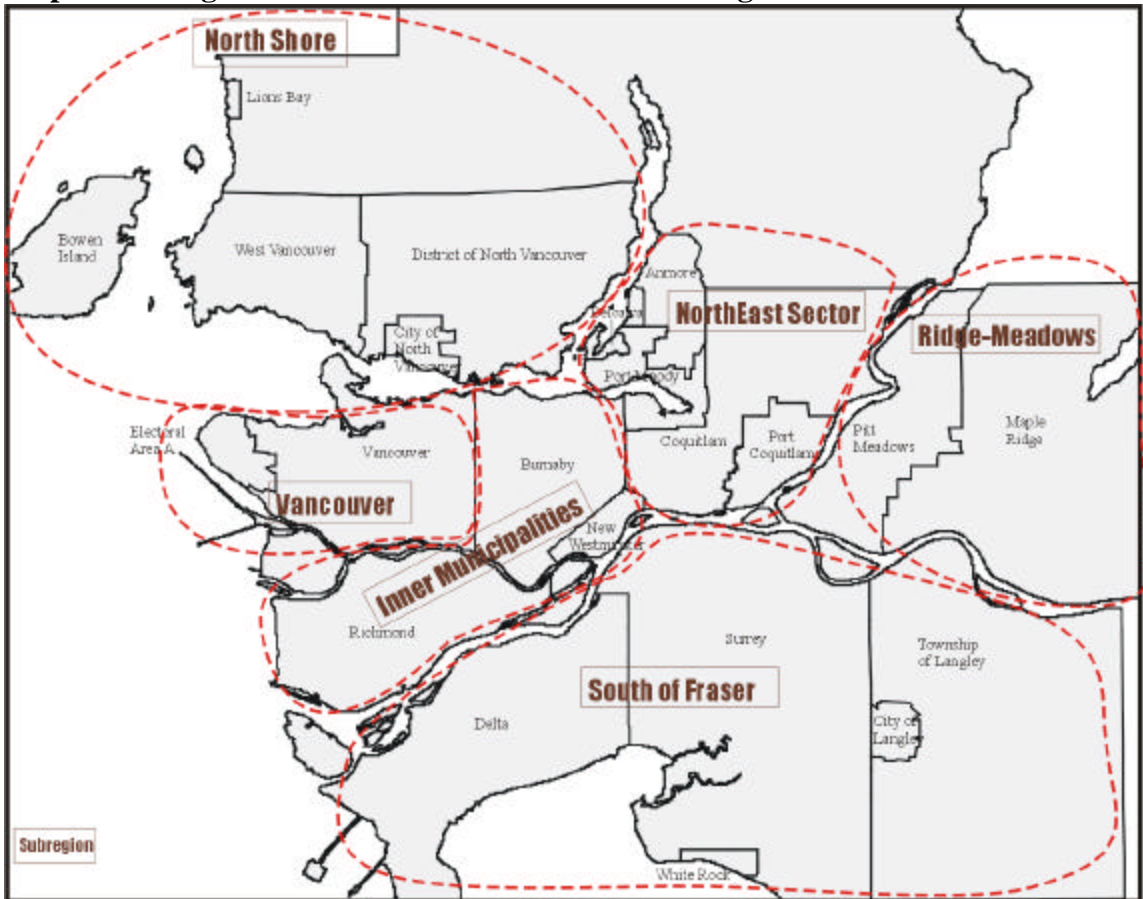 North Shore
Lions Bay
Bowen
Island
West Vancouver
District of North Vancouver
Anmore
Belcarra
NorthEast Sector
Ridge-Meadows
City of
North
Vancouver
Port Moody
Electoral
Area A
Vancouver
Burnaby
Coquitlam
Port
Coquitlam
Pitt
Meadows
Maple
Ridge
Vancouver
New
Westminster
Inner Municipalities
Richmond
Surrey
Township
of Langley
South of Fraser
Delta
City of
Langley
Subregion
White Rock